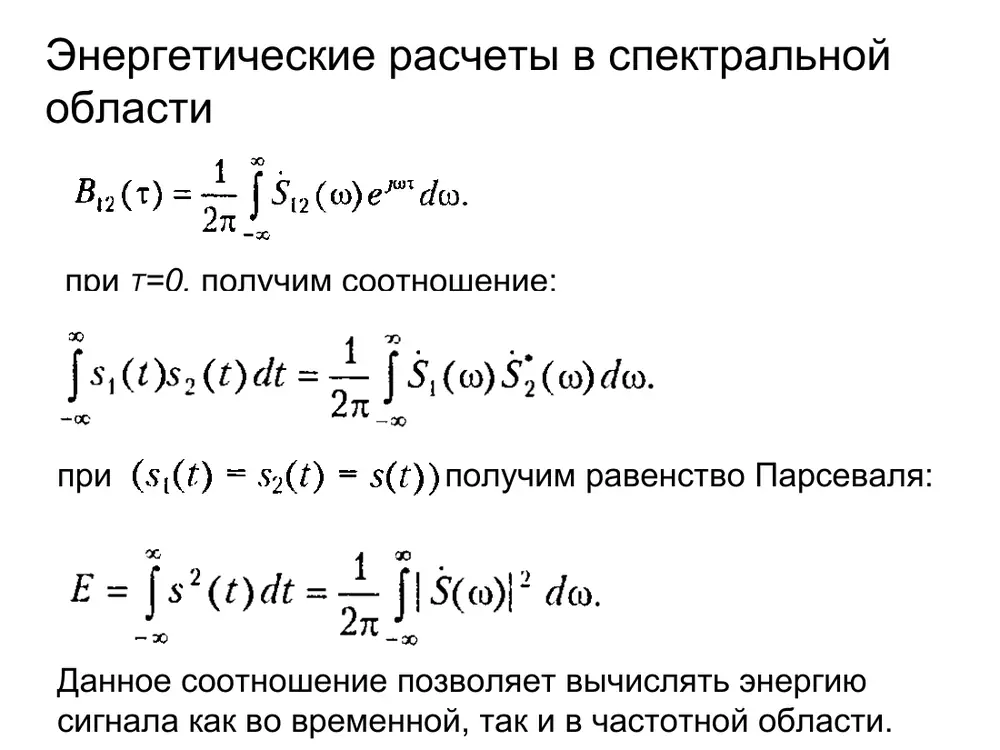 Энергетические расчеты в спектральной
области
B₁₂(τ) = 1/2π ∫_{-∞}^{∞} Ṡ₁₂(ω)e^{jωτ} dω.
при τ=0, получим соотношение:
∫_{-∞}^{∞} s₁(t)s₂(t)dt = 1/2π ∫_{-∞}^{∞} Ṡ₁(ω)Ṡ₂*(ω)dω.
при (s₁(t) = s₂(t) = s(t)) получим равенство Парсеваля:
E = ∫_{-∞}^{∞} s²(t)dt = 1/2π ∫_{-∞}^{∞} |Ṡ(ω)|² dω.
Данное соотношение позволяет вычислять энергию
сигнала как во временной, так и в частотной области.